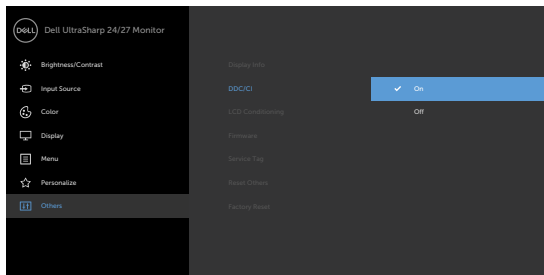 DELL Dell UltraSharp 24/27 Monitor
Brightness/Contrast
Input Source
Color
Display
Menu
Personalize
Others
Display Info
DDC/CI
LCD Conditioning
Firmware
Service Tag
Reset Others
Factory Reset
On
Off